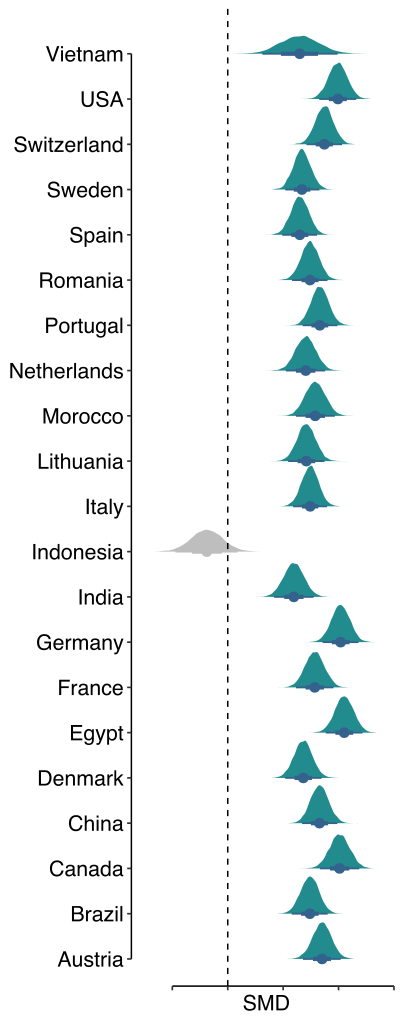 Vietnam
USA
Switzerland
Sweden
Spain
Romania
Portugal
Netherlands
Morocco
Lithuania
Italy
Indonesia
India
Germany
France
Egypt
Denmark
China
Canada
Brazil
Austria
SMD